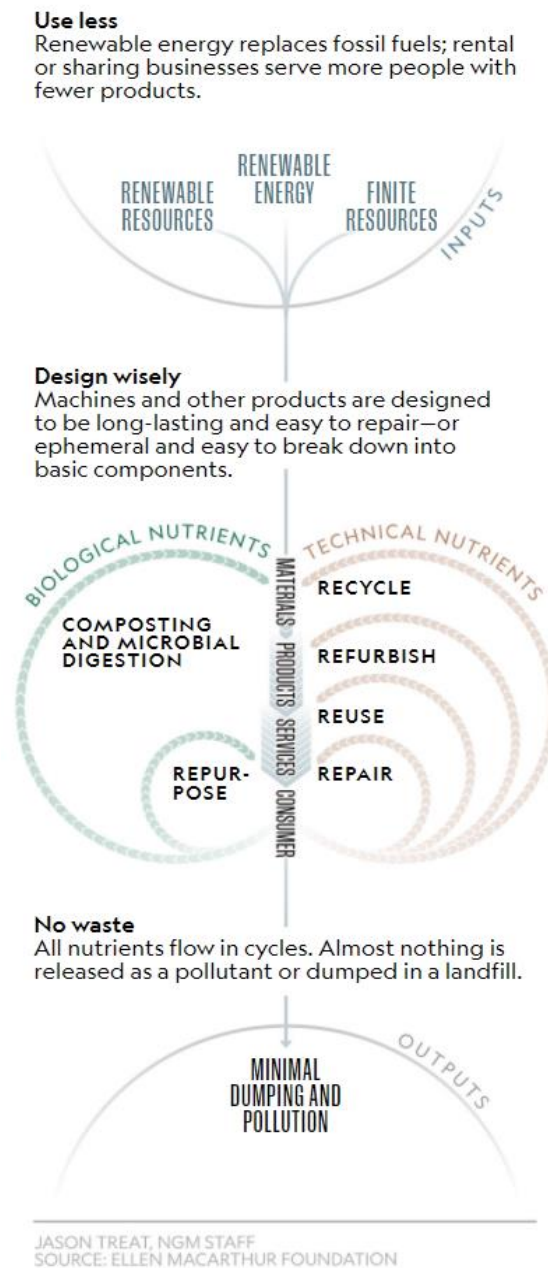 Use less
Renewable energy replaces fossil fuels; rental
or sharing businesses serve more people with
fewer products.
RENEWABLE
RESOURCES
RENEWABLE
ENERGY
FINITE
RESOURCES
INPUTS
Design wisely
Machines and other products are designed
to be long-lasting and easy to repair—or
ephemeral and easy to break down into
basic components.
BIOLOGICAL NUTRIENTS
TECHNICAL NUTRIENTS
COMPOSTING
AND MICROBIAL
DIGESTION
REPUR-
POSE
MATERIALS
PRODUCTS
SERVICES
CONSUMER
RECYCLE
REFURBISH
REUSE
REPAIR
No waste
All nutrients flow in cycles. Almost nothing is
released as a pollutant or dumped in a landfill.
OUTPUTS
MINIMAL
DUMPING AND
POLLUTION
JASON TREAT, NGM STAFF
SOURCE: ELLEN MACARTHUR FOUNDATION